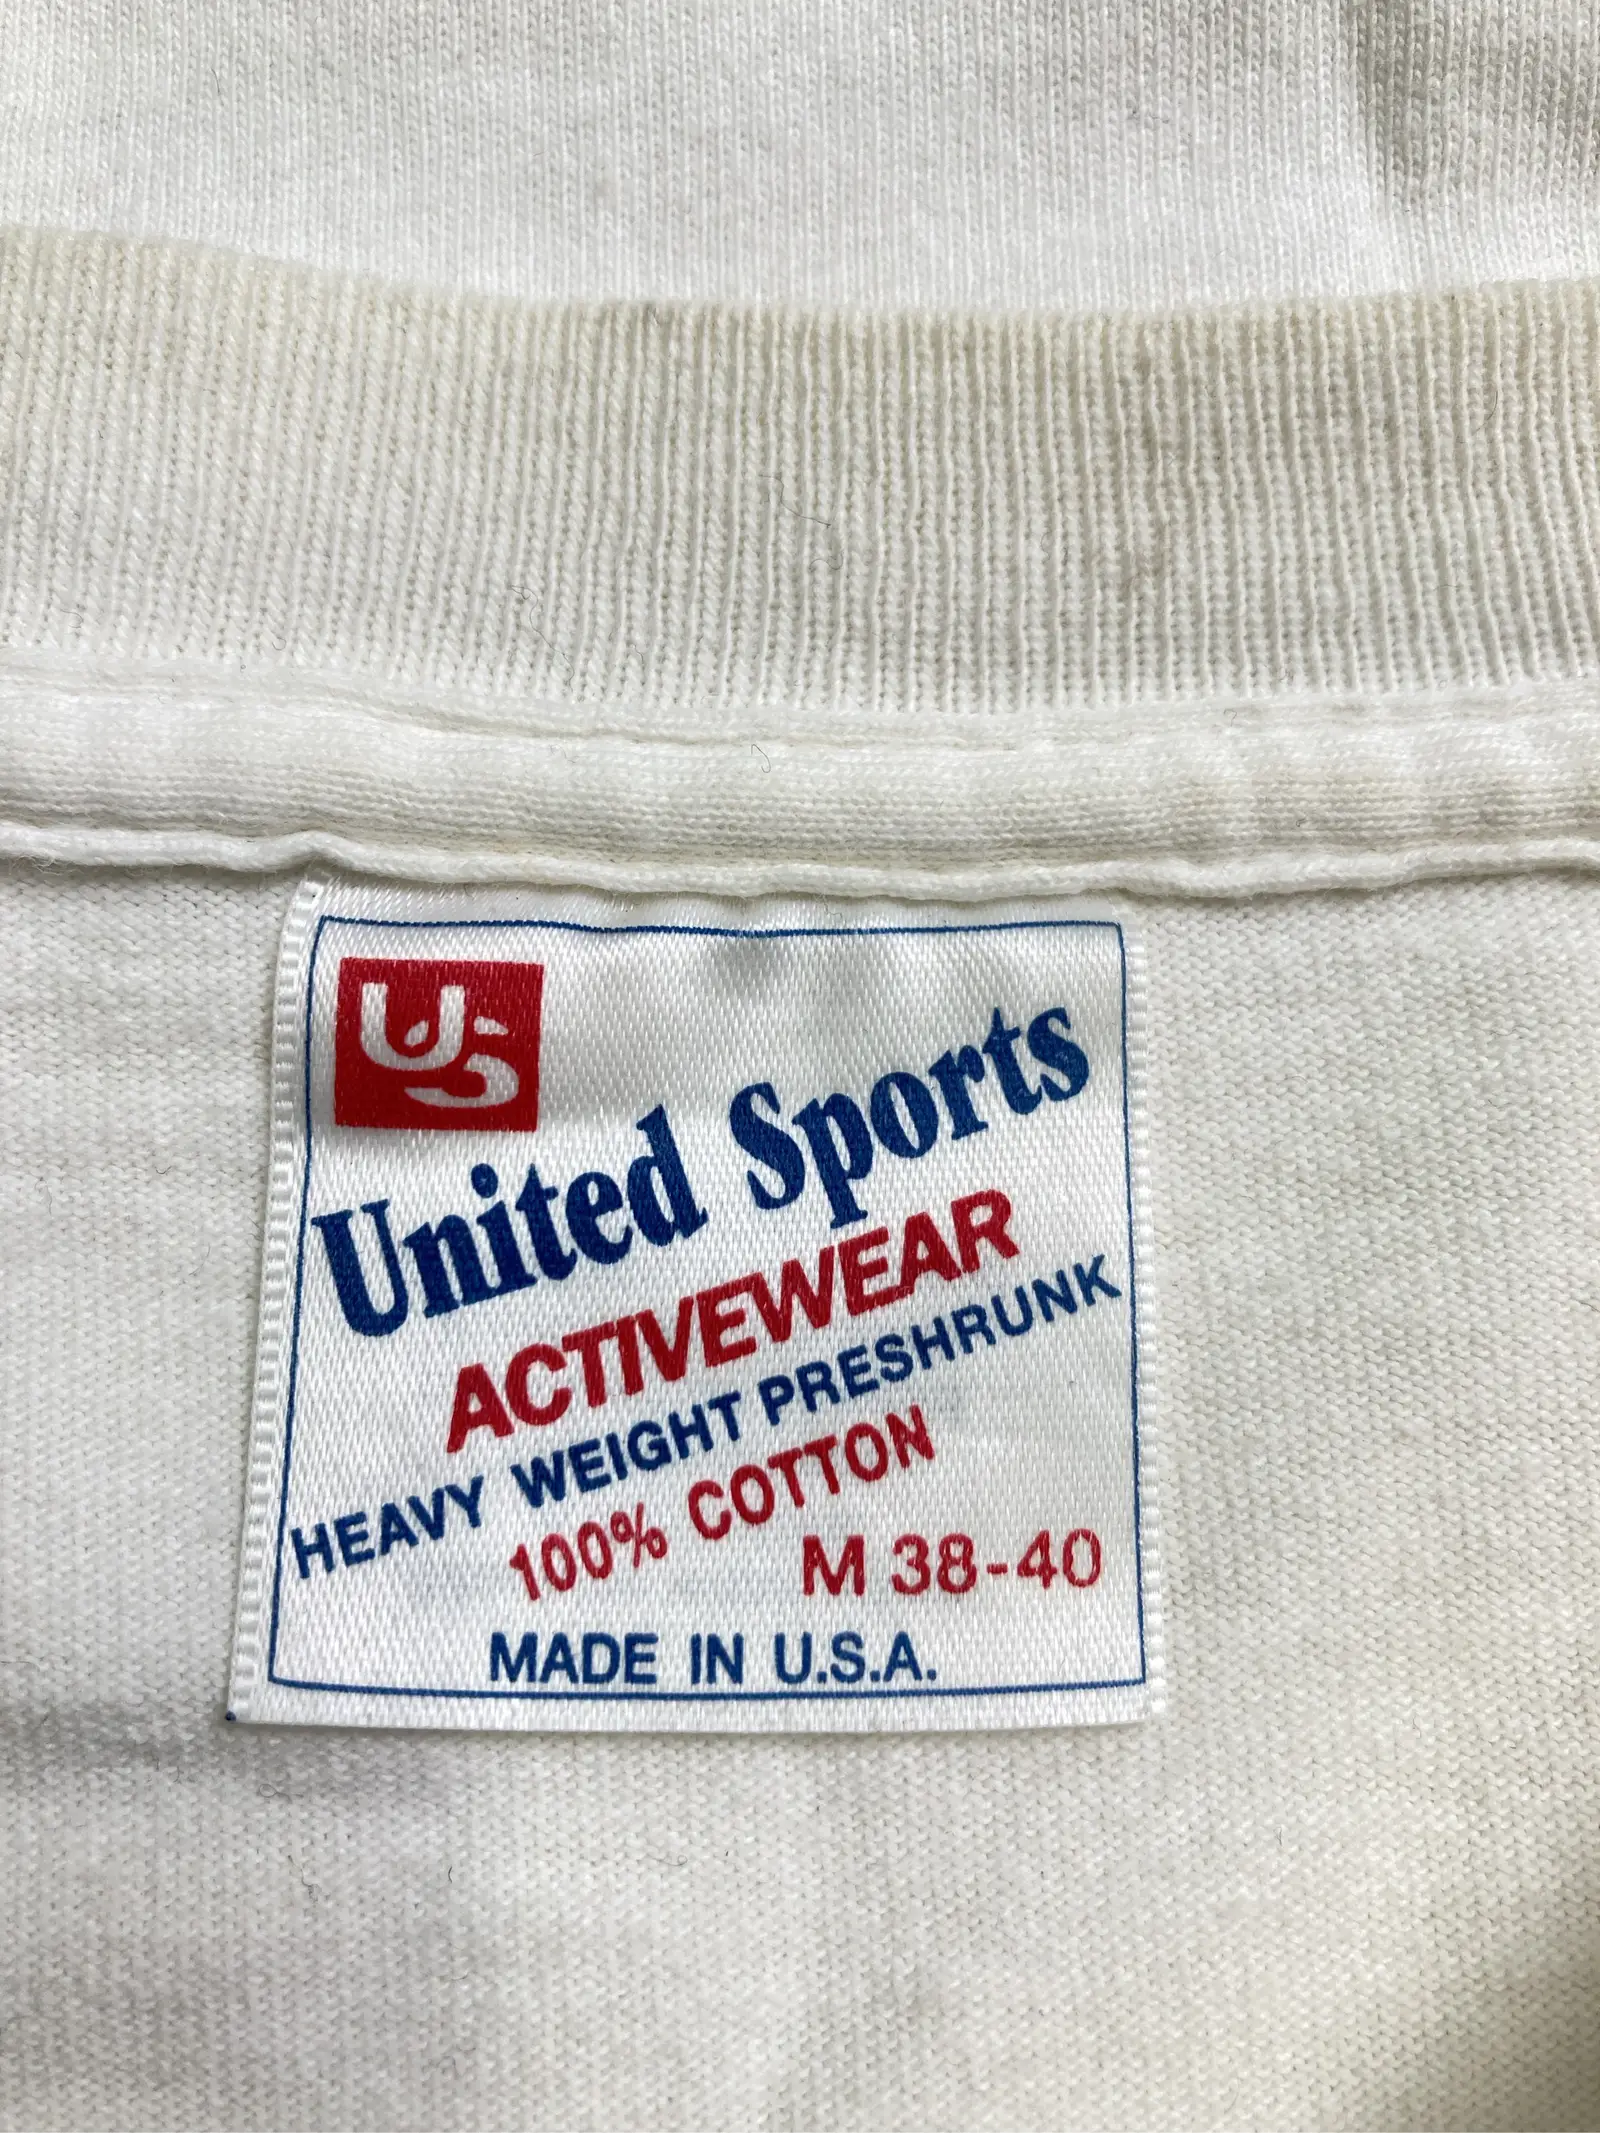 US
United Sports
ACTIVEWEAR
HEAVY WEIGHT PRESHRUNK
100% COTTON
M 38-40
MADE IN U.S.A.